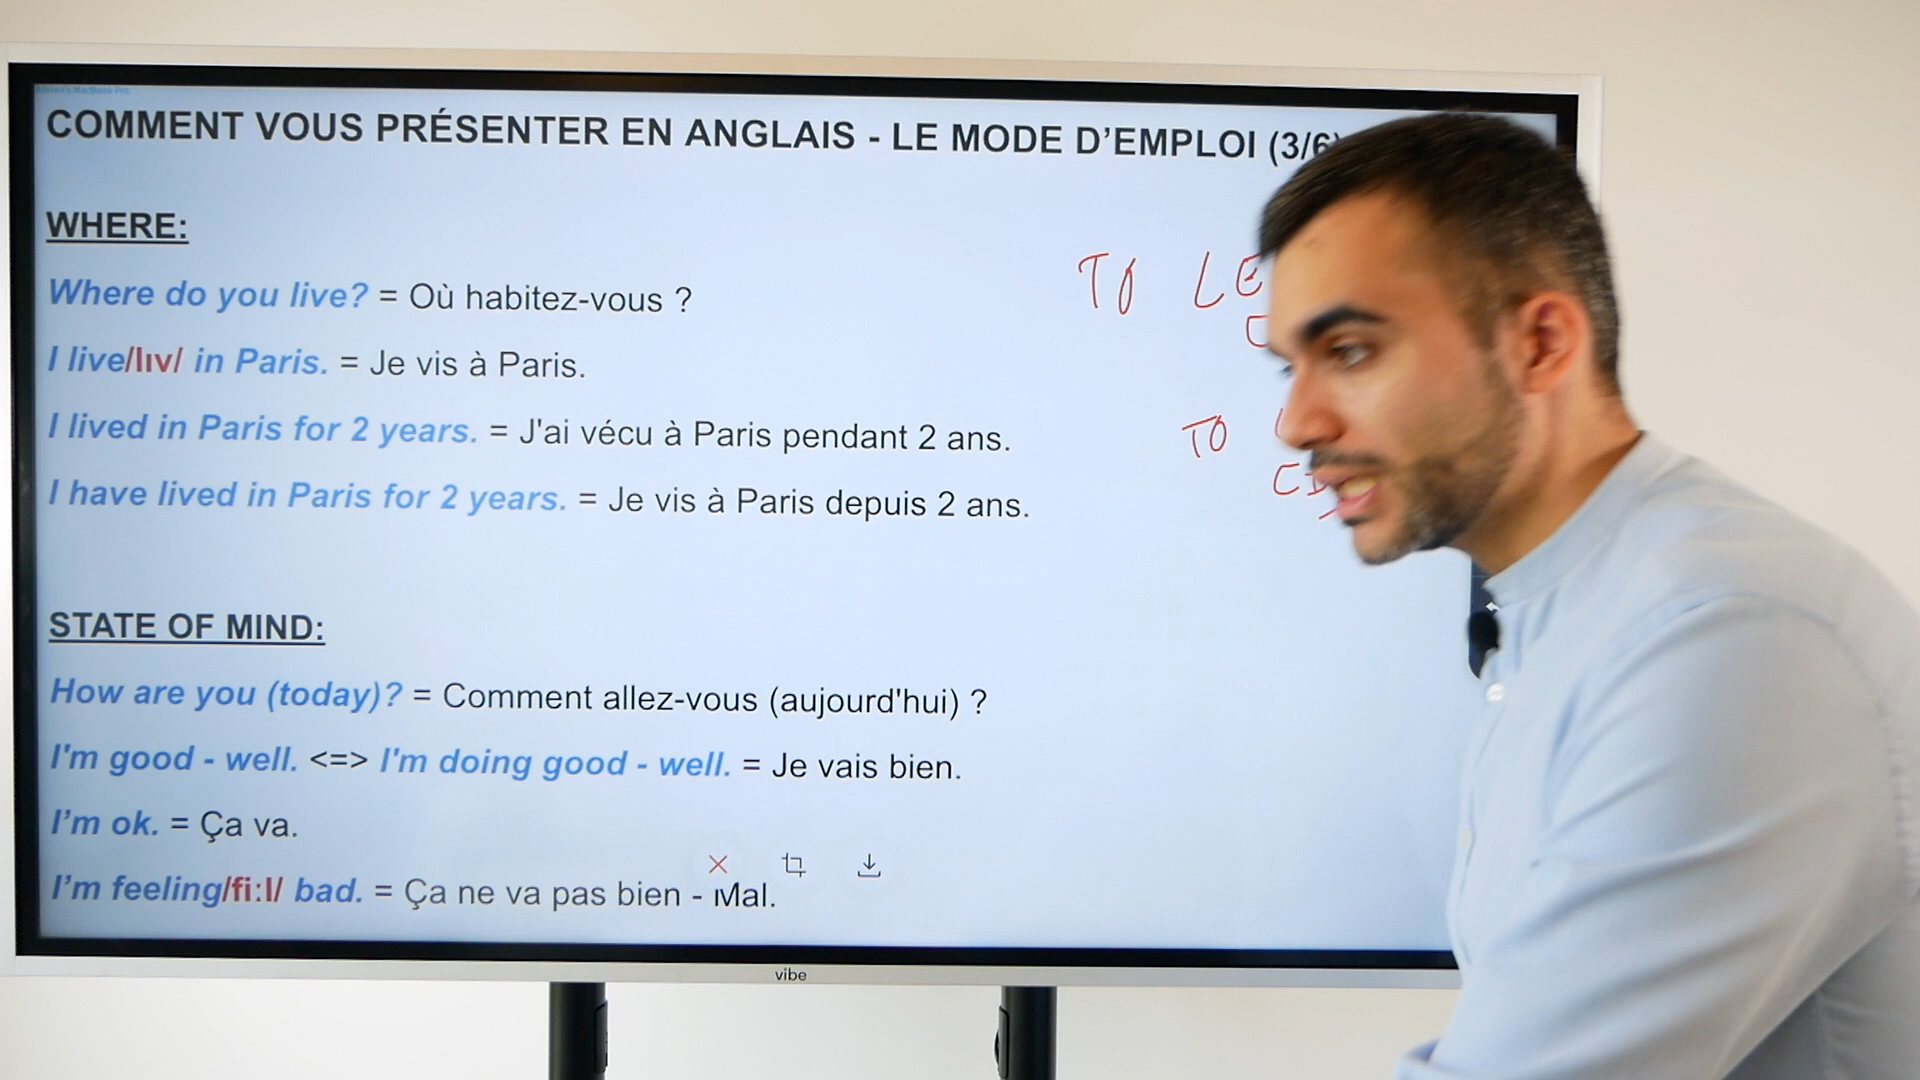 Adrien's MacBook Pro
COMMENT VOUS PRÉSENTER EN ANGLAIS - LE MODE D'EMPLOI (3/6)
WHERE:
Where do you live? = Où habitez-vous ?
I live/lıv/ in Paris. = Je vis à Paris.
I lived in Paris for 2 years. = J'ai vécu à Paris pendant 2 ans.
I have lived in Paris for 2 years. = Je vis à Paris depuis 2 ans.
TO
TO
STATE OF MIND:
How are you (today)? = Comment allez-vous (aujourd'hui) ?
I'm good - well. <=> I'm doing good - well. = Je vais bien.
I'm ok. = Ça va.
I'm feeling/fi:l/ bad. = Ça ne va pas bien - Mal.
vibe